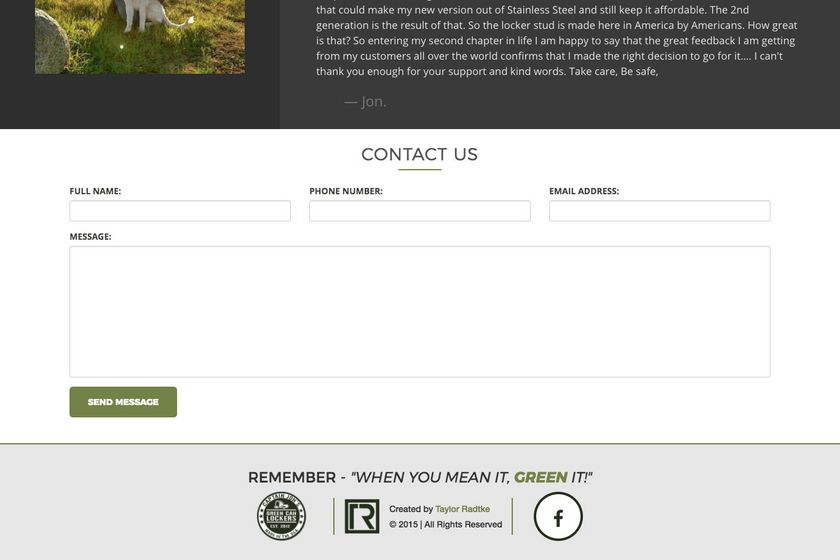 that could make my new version out of Stainless Steel and still keep it affordable. The 2nd
generation is the result of that. So the locker stud is made here in America by Americans. How great
is that? So entering my second chapter in life I am happy to say that the great feedback I am getting
from my customers all over the world confirms that I made the right decision to go for it.... I can't
thank you enough for your support and kind words. Take care, Be safe,
— Jon.
CONTACT US
FULL NAME: PHONE NUMBER: EMAIL ADDRESS:
MESSAGE:
SEND MESSAGE
REMEMBER - "WHEN YOU MEAN IT, GREEN IT!"
CAPTAIN JON'S
GREEN CAN
LOCKERS
EST. 2012
Created by Taylor Radtke
© 2015 | All Rights Reserved